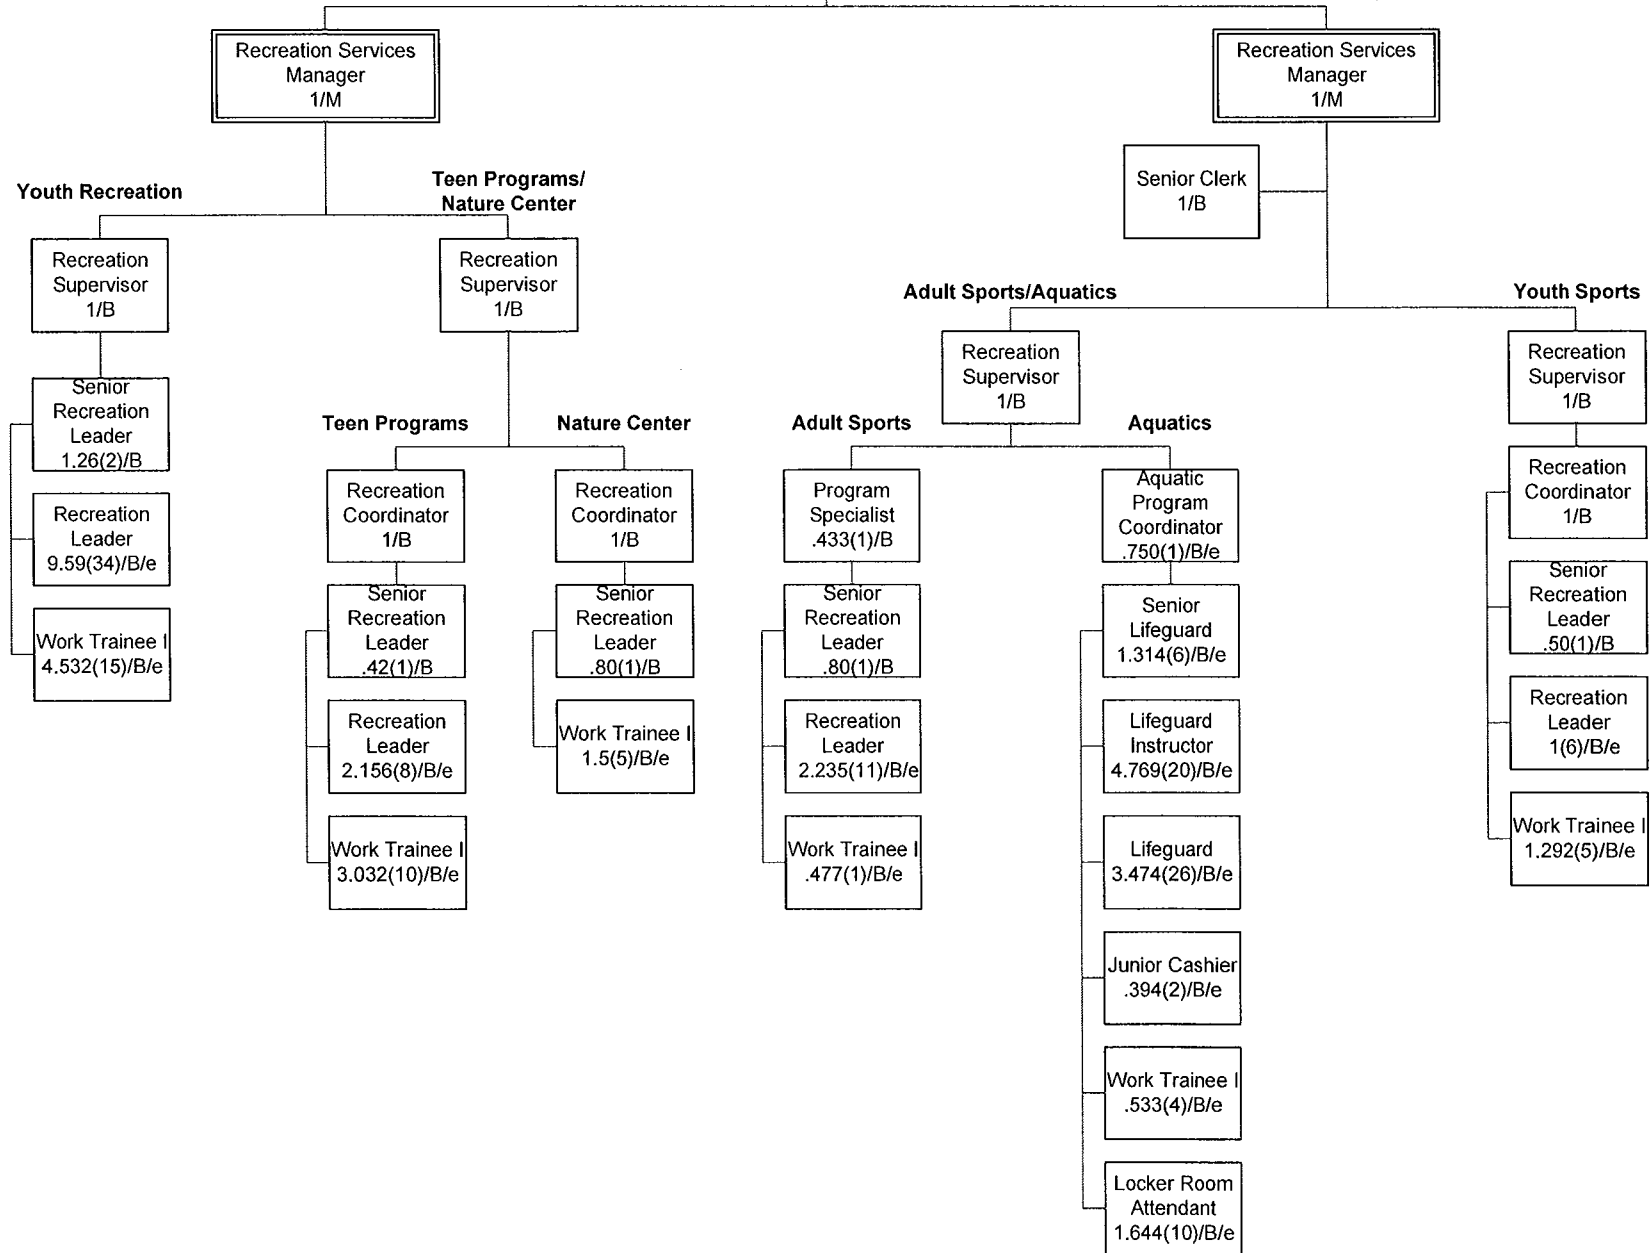 Recreation Services
Manager
1/M
Recreation Services
Manager
1/M
Senior Clerk
1/B
Youth Recreation
Teen Programs/
Nature Center
Recreation
Supervisor
1/B
Recreation
Supervisor
1/B
Adult Sports/Aquatics
Youth Sports
Recreation
Supervisor
1/B
Recreation
Supervisor
1/B
Senior
Recreation
Leader
1.26(2)/B
Recreation
Leader
9.59(34)/B/e
Work Trainee I
4.532(15)/B/e
Teen Programs
Nature Center
Recreation
Coordinator
1/B
Senior
Recreation
Leader
.42(1)/B
Recreation
Leader
2.156(8)/B/e
Work Trainee I
3.032(10)/B/e
Recreation
Coordinator
1/B
Senior
Recreation
Leader
.80(1)/B
Work Trainee I
1.5(5)/B/e
Adult Sports
Aquatics
Program
Specialist
.433(1)/B
Senior
Recreation
Leader
.80(1)/B
Recreation
Leader
2.235(11)/B/e
Work Trainee I
.477(1)/B/e
Aquatic
Program
Coordinator
.750(1)/B/e
Senior
Lifeguard
1.314(6)/B/e
Lifeguard
Instructor
4.769(20)/B/e
Lifeguard
3.474(26)/B/e
Junior Cashier
.394(2)/B/e
Work Trainee I
.533(4)/B/e
Locker Room
Attendant
1.644(10)/B/e
Recreation
Coordinator
1/B
Senior
Recreation
Leader
.50(1)/B
Recreation
Leader
1(6)/B/e
Work Trainee I
1.292(5)/B/e